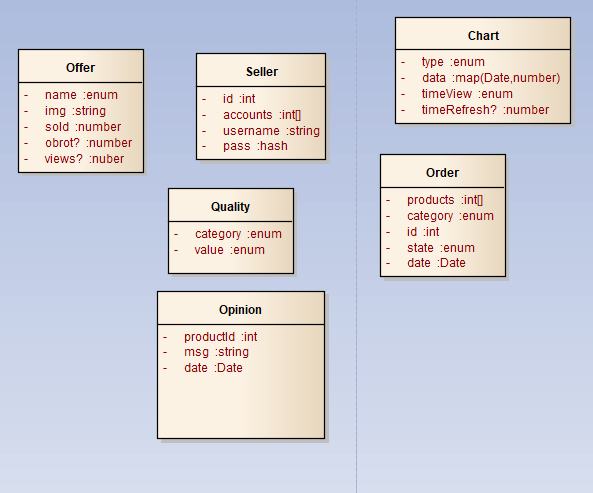 Offer
- name :enum
- img :string
- sold :number
- obrot? :number
- views? :nuber
Seller
- id :int
- accounts :int[]
- username :string
- pass :hash
Chart
- type :enum
- data :map(Date,number)
- timeView :enum
- timeRefresh? :number
Quality
- category :enum
- value :enum
Order
- products :int[]
- category :enum
- id :int
- state :enum
- date :Date
Opinion
- productId :int
- msg :string
- date :Date